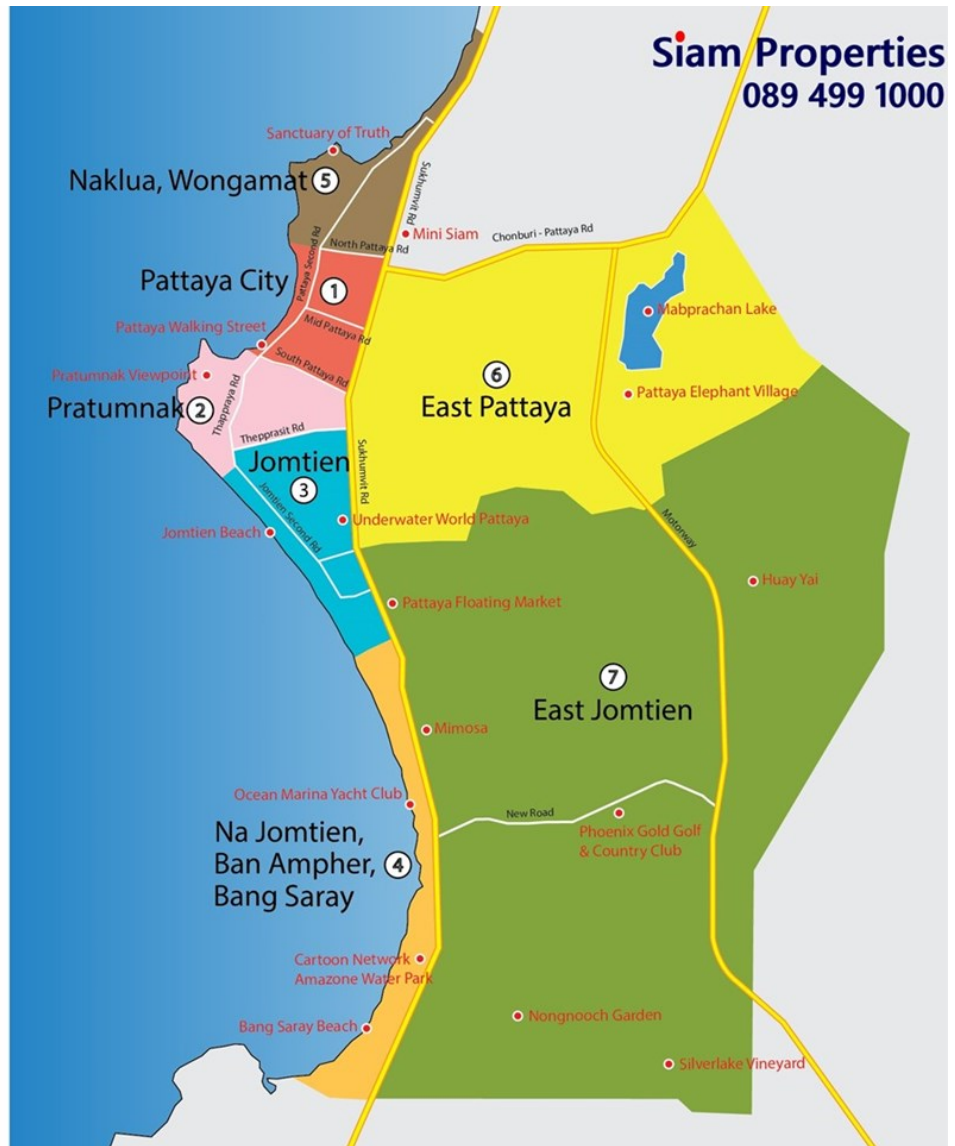 Siam Properties
089 499 1000
Sanctuary of Truth
Naklua, Wongamat 5
Sukhumvit Rd
Mini Siam
Chonburi - Pattaya Rd
North Pattaya Rd
Pattaya Second Rd
Pattaya City
1
Mabprachan Lake
Mid Pattaya Rd
Pattaya Walking Street
South Pattaya Rd
Pratumnak Viewpoint
6
East Pattaya
Pattaya Elephant Village
Pratumnak 2
Thappraya Rd
Thepprasit Rd
Jomtien
3
Sukhumvit Rd
Jomtien Second Rd
Underwater World Pattaya
Jomtien Beach
Motorway
Huay Yai
Pattaya Floating Market
7
East Jomtien
Mimosa
Ocean Marina Yacht Club
New Road
Phoenix Gold Golf
& Country Club
Na Jomtien,
Ban Ampher, 4
Bang Saray
Cartoon Network
Amazone Water Park
Nongnooch Garden
Bang Saray Beach
Silverlake Vineyard